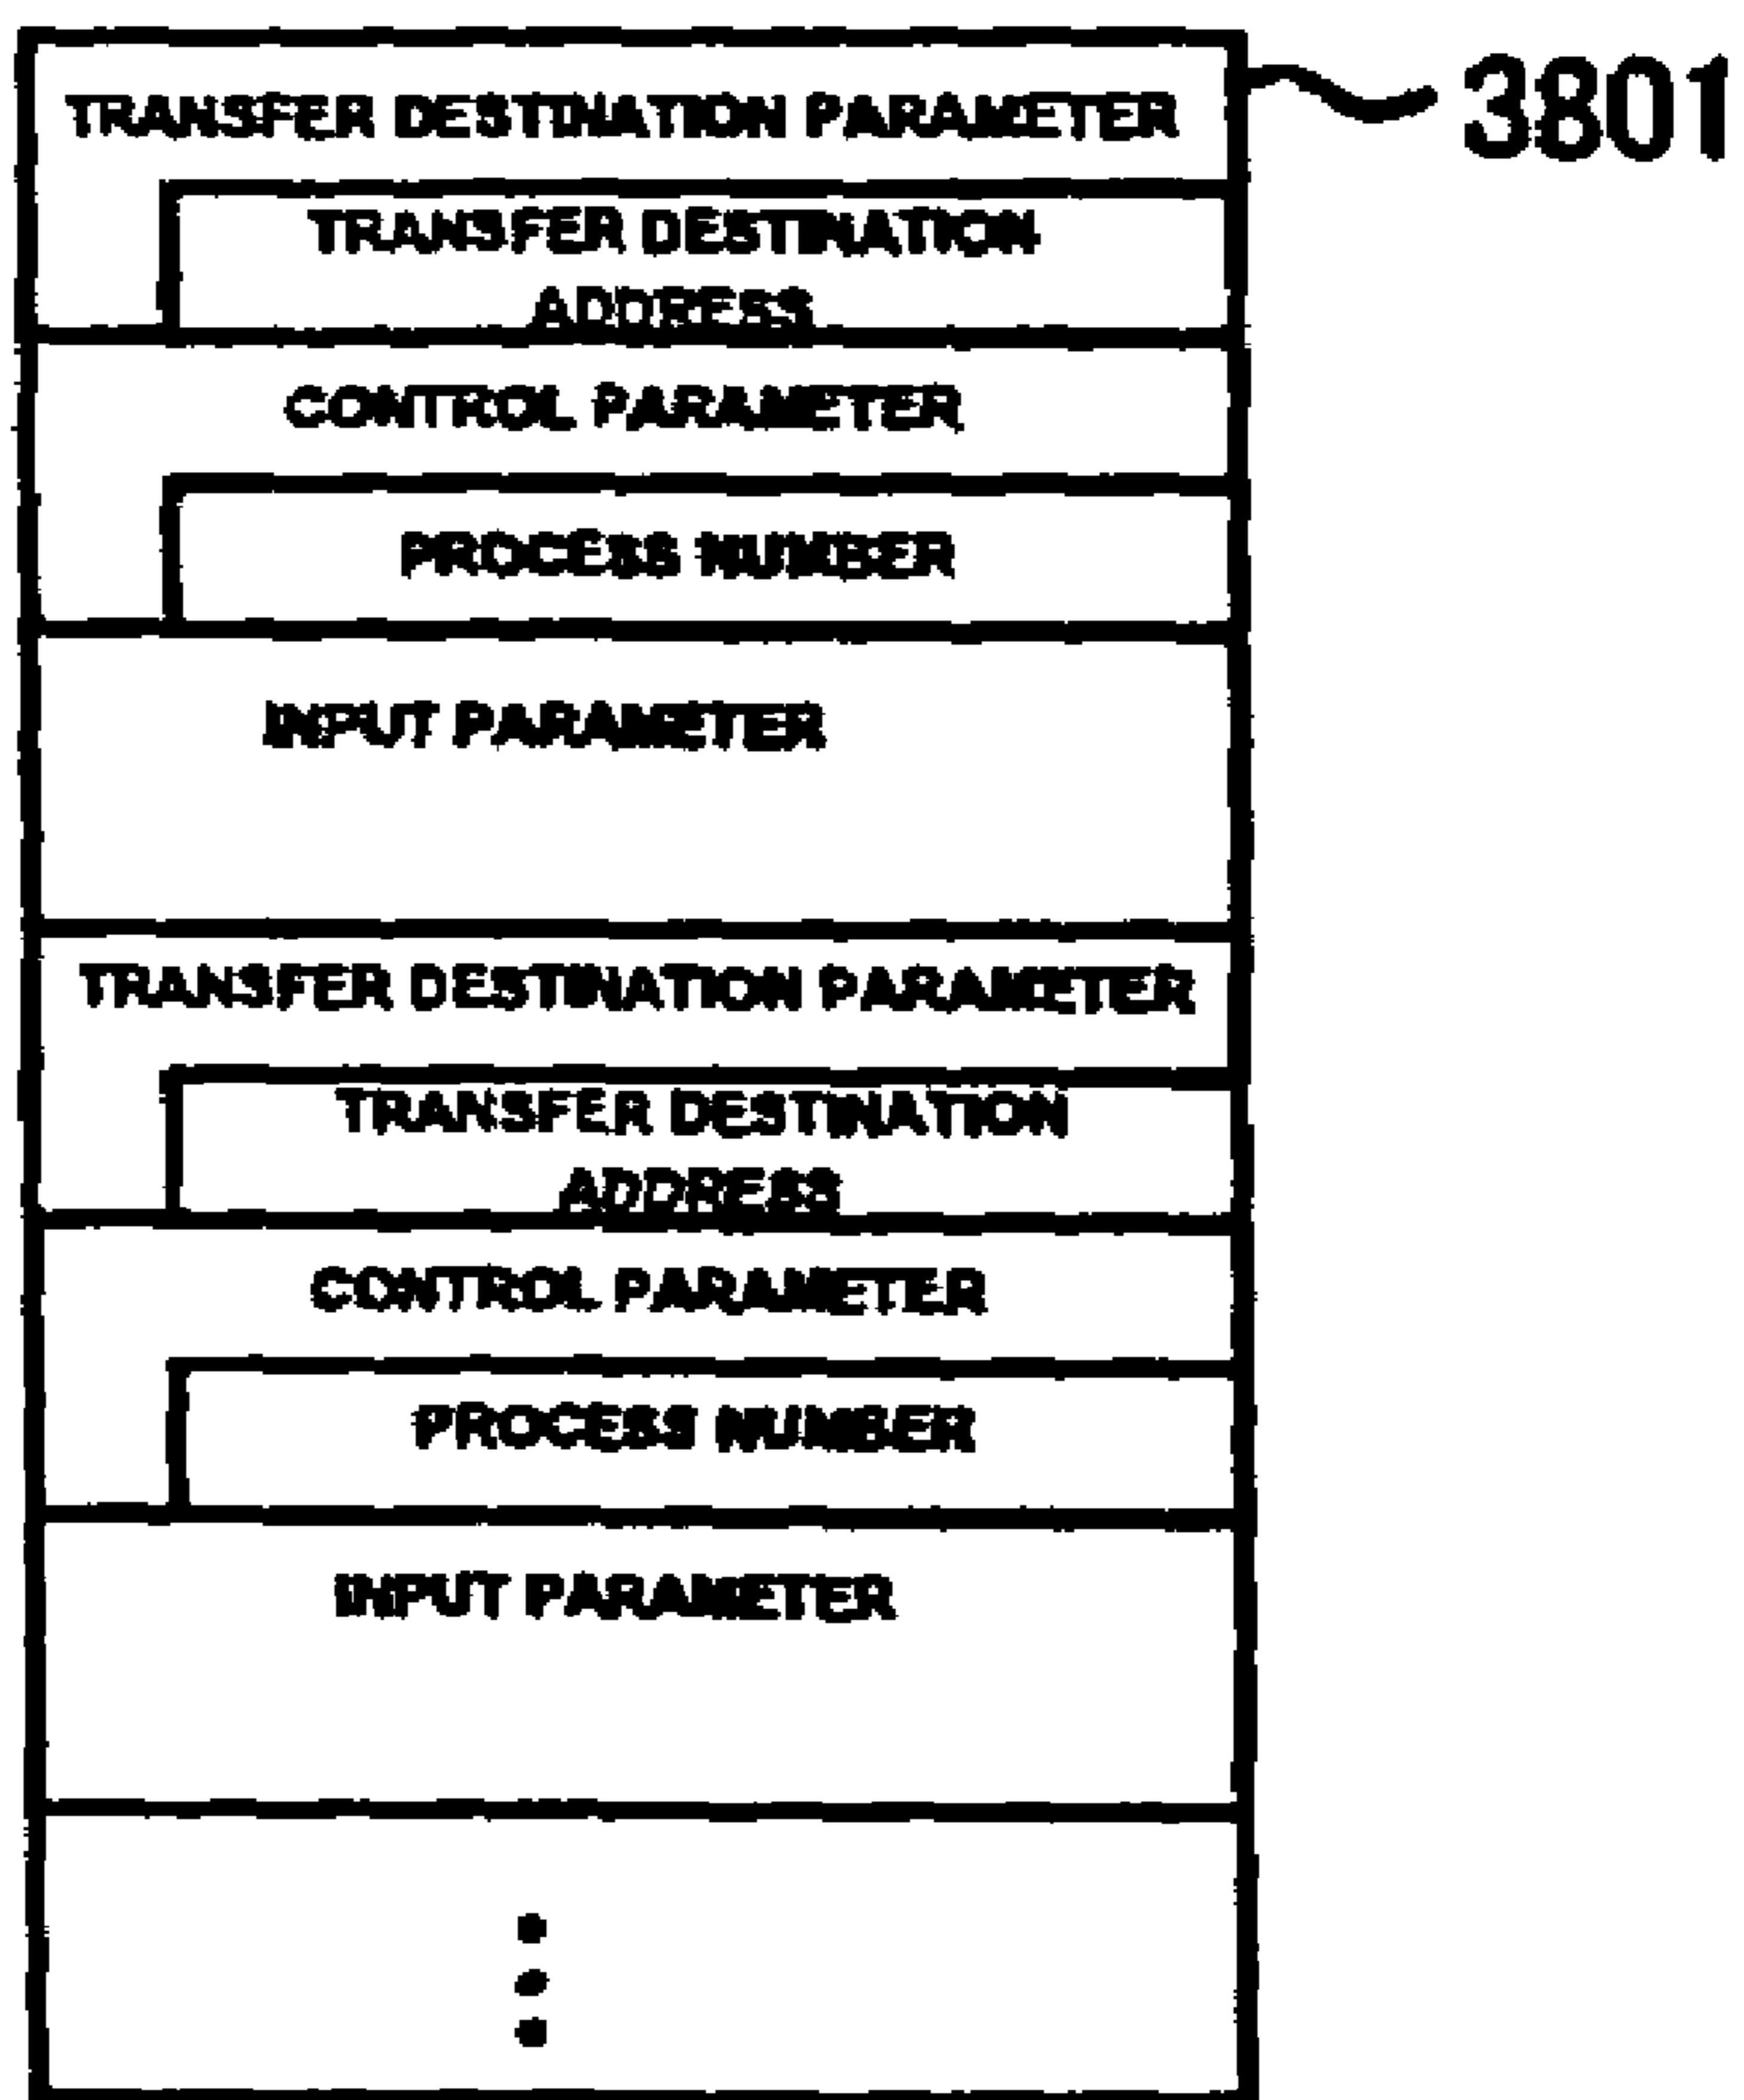 TRANSFER DESTINATION PARAMETER
3801
TRANSFER DESTINATION
ADDRESS
CONTROL PARAMETER
PROCESS NUMBER
INPUT PARAMETER
TRANSFER DESTINATION PARAMETER
TRANSFER DESTINATION
ADDRESS
CONTROL PARAMETER
PROCESS NUMBER
INPUT PARAMETER